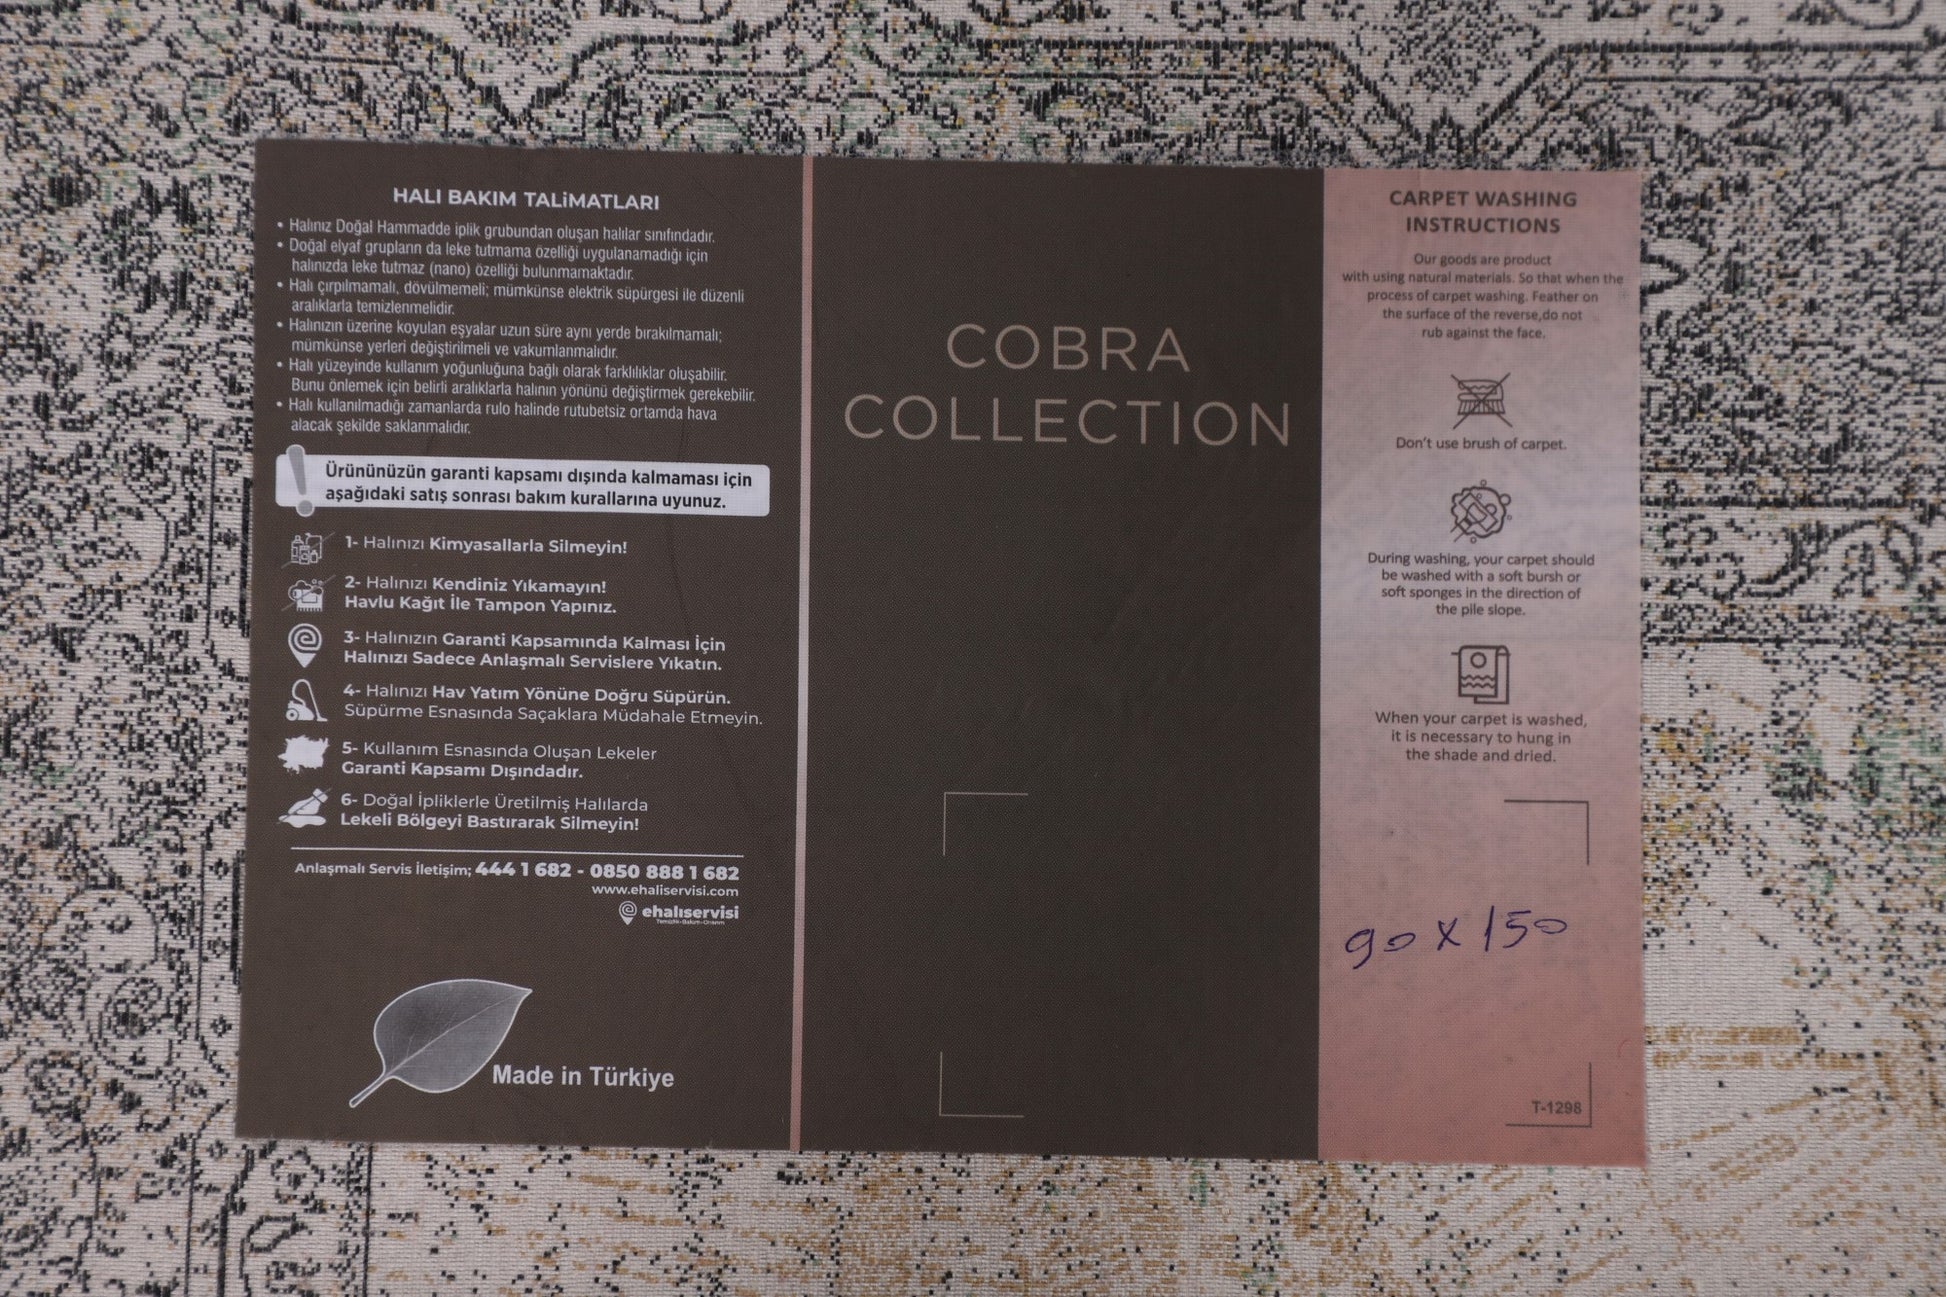 HALI BAKIM TALiMATLARI
• Halınız Doğal Hammadde iplik grubundan oluşan halılar sınıfındadır.
• Doğal elyaf grupların da leke tutmama özelliği uygulanamadığı için
halınızda leke tutmaz (nano) özelliği bulunmamaktadır.
• Halı çırpılmamalı, dövülmemeli; mümkünse elektrik süpürgesi ile düzenli
aralıklarla temizlenmelidir.
• Halınızın üzerine koyulan eşyalar uzun süre aynı yerde bırakılmamalı;
mümkünse yerleri değiştirilmeli ve vakumlanmalıdır.
• Halı yüzeyinde kullanım yoğunluğuna bağlı olarak farklılıklar oluşabilir.
Bunu önlemek için belirli aralıklarla halının yönünü değiştirmek gerekebilir.
• Halı kullanılmadığı zamanlarda rulo halinde rutubetsiz ortamda hava
alacak şekilde saklanmalıdır.
Ürününüzün garanti kapsamı dışında kalmaması için
aşağıdaki satış sonrası bakım kurallarına uyunuz.
1- Halınızı Kimyasallarla Silmeyin!
2- Halınızı Kendiniz Yıkamayın!
Havlu Kağıt İle Tampon Yapınız.
3- Halınızın Garanti Kapsamında Kalması İçin
Halınızı Sadece Anlaşmalı Servislere Yıkatın.
4- Halınızı Hav Yatım Yönüne Doğru Süpürün.
Süpürme Esnasında Saçaklara Müdahale Etmeyin.
5- Kullanım Esnasında Oluşan Lekeler
Garanti Kapsamı Dışındadır.
6- Doğal İpliklerle Üretilmiş Halılarda
Lekeli Bölgeyi Bastırarak Silmeyin!
Anlaşmalı Servis İletişim; 444 1 682 - 0850 888 1 682
www.ehaliservisi.com
ehalıservisi
Temizlik-Bakım-Onarım
Made in Türkiye
COBRA
COLLECTION
CARPET WASHING
INSTRUCTIONS
Our goods are product
with using natural materials. So that when the
process of carpet washing. Feather on
the surface of the reverse,do not
rub against the face.
Don't use brush of carpet.
During washing, your carpet should
be washed with a soft bursh or
soft sponges in the direction of
the pile slope.
When your carpet is washed,
it is necessary to hung in
the shade and dried.
90 x 150
T-1298